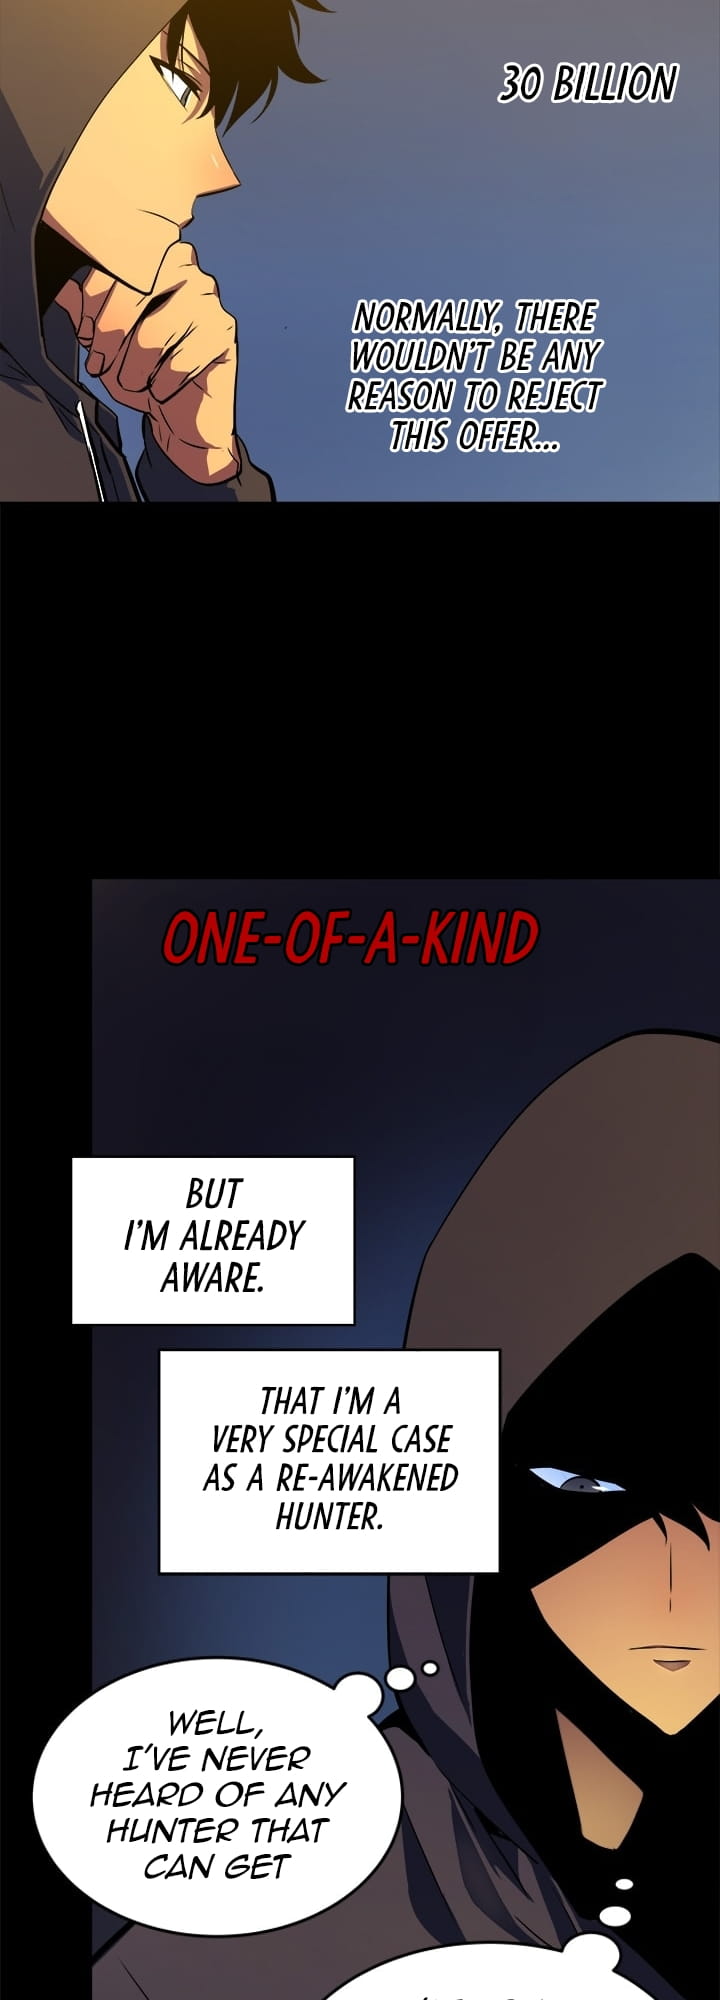 30 BILLION
NORMALLY, THERE
WOULDN'T BE ANY
REASON TO REJECT
THIS OFFER...
ONE-OF-A-KIND
BUT
I'M ALREADY
AWARE.
THAT I'M A
VERY SPECIAL CASE
AS A RE-AWAKENED
HUNTER.
WELL,
I'VE NEVER
HEARD OF ANY
HUNTER THAT
CAN GET